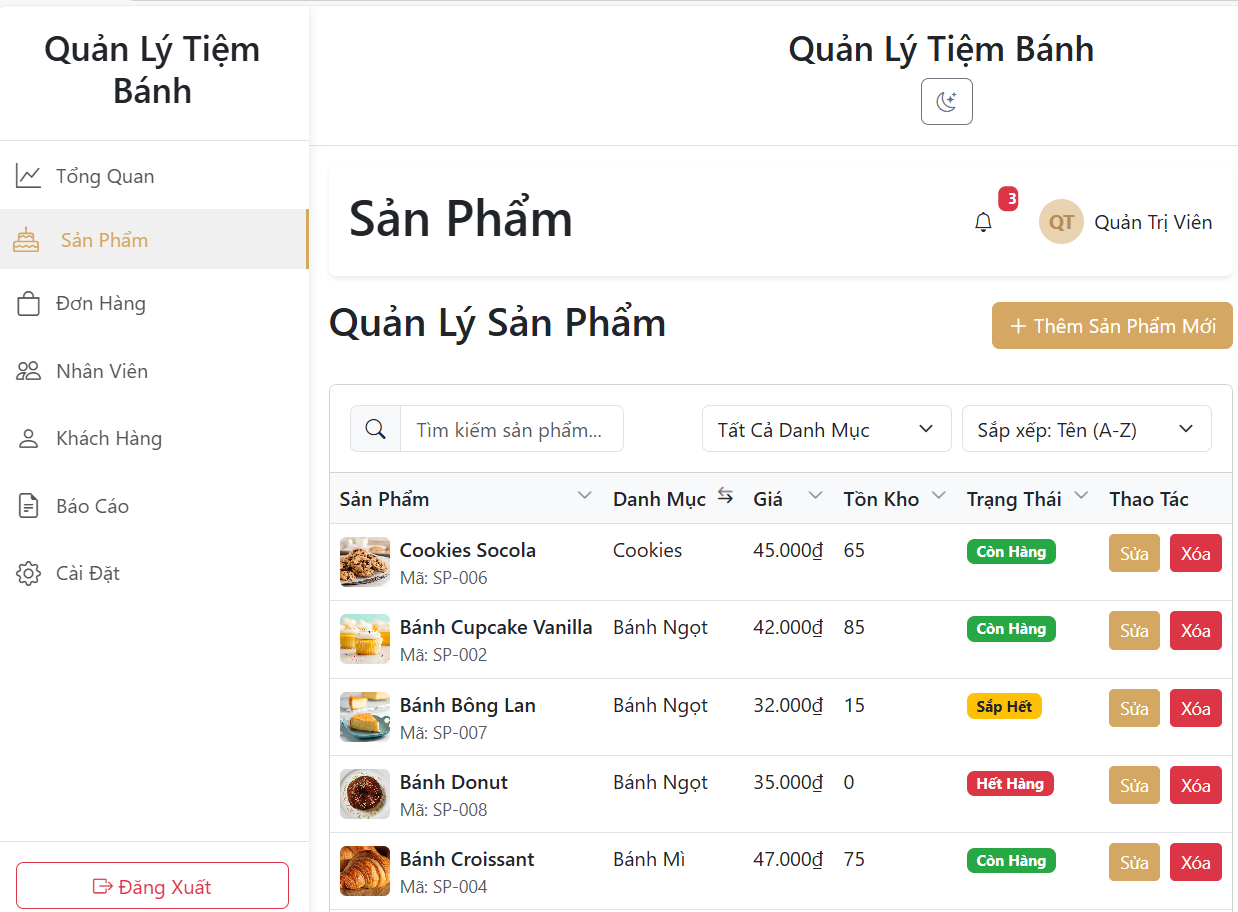 Quản Lý Tiệm
Bánh
Tổng Quan
Sản Phẩm
Đơn Hàng
Nhân Viên
Khách Hàng
Báo Cáo
Cài Đặt
Đăng Xuất
Quản Lý Tiệm Bánh
Sản Phẩm
3
QT Quản Trị Viên
Quản Lý Sản Phẩm
+ Thêm Sản Phẩm Mới
Tìm kiếm sản phẩm... Tất Cả Danh Mục Sắp xếp: Tên (A-Z)
Sản Phẩm Danh Mục Giá Tồn Kho Trạng Thái Thao Tác
Cookies Socola Cookies 45.000₫ 65 Còn Hàng Sửa Xóa
Mã: SP-006
Bánh Cupcake Vanilla Bánh Ngọt 42.000₫ 85 Còn Hàng Sửa Xóa
Mã: SP-002
Bánh Bông Lan Bánh Ngọt 32.000₫ 15 Sắp Hết Sửa Xóa
Mã: SP-007
Bánh Donut Bánh Ngọt 35.000₫ 0 Hết Hàng Sửa Xóa
Mã: SP-008
Bánh Croissant Bánh Mì 47.000₫ 75 Còn Hàng Sửa Xóa
Mã: SP-004